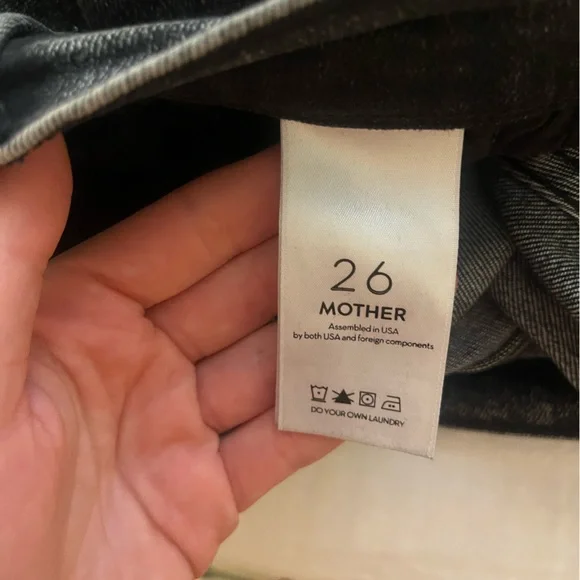 26
MOTHER
Assembled in USA
by both USA and foreign components
DO YOUR OWN LAUNDRY